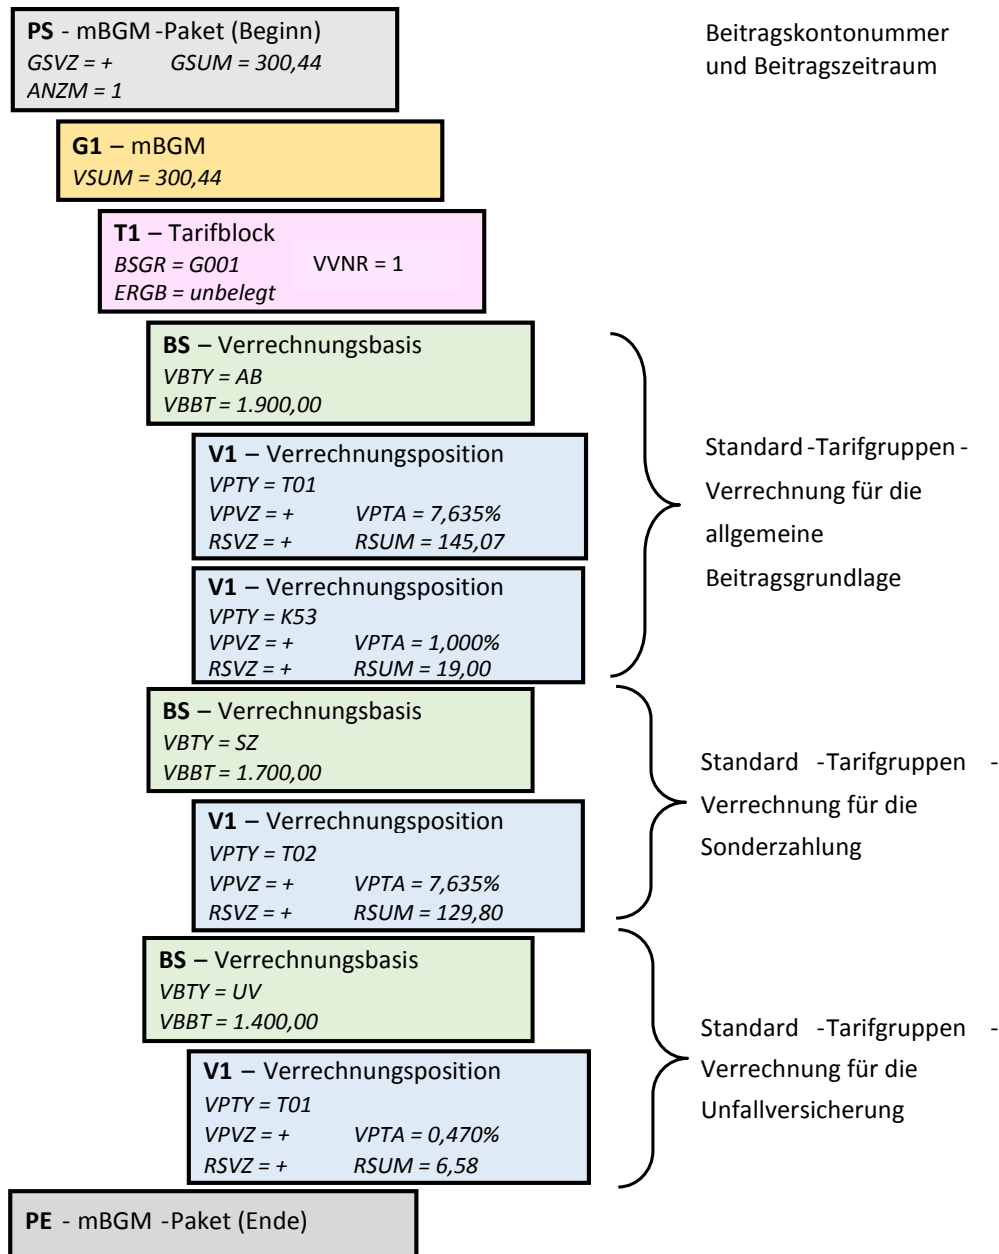 PS - mBGM -Paket (Beginn)
GSVZ = + GSUM = 300,44
ANZM = 1
Beitragskontonummer
und Beitragszeitraum
G1 – mBGM
VSUM = 300,44
T1 – Tarifblock
BSGR = G001 VVNR = 1
ERGB = unbelegt
BS – Verrechnungsbasis
VBTY = AB
VBBT = 1.900,00
V1 – Verrechnungsposition
VPTY = T01
VPVZ = + VPTA = 7,635%
RSVZ = + RSUM = 145,07
V1 – Verrechnungsposition
VPTY = K53
VPVZ = + VPTA = 1,000%
RSVZ = + RSUM = 19,00
Standard -Tarifgruppen -
Verrechnung für die
allgemeine
Beitragsgrundlage
BS – Verrechnungsbasis
VBTY = SZ
VBBT = 1.700,00
V1 – Verrechnungsposition
VPTY = T02
VPVZ = + VPTA = 7,635%
RSVZ = + RSUM = 129,80
Standard -Tarifgruppen -
Verrechnung für die
Sonderzahlung
BS – Verrechnungsbasis
VBTY = UV
VBBT = 1.400,00
V1 – Verrechnungsposition
VPTY = T01
VPVZ = + VPTA = 0,470%
RSVZ = + RSUM = 6,58
Standard -Tarifgruppen -
Verrechnung für die
Unfallversicherung
PE - mBGM -Paket (Ende)